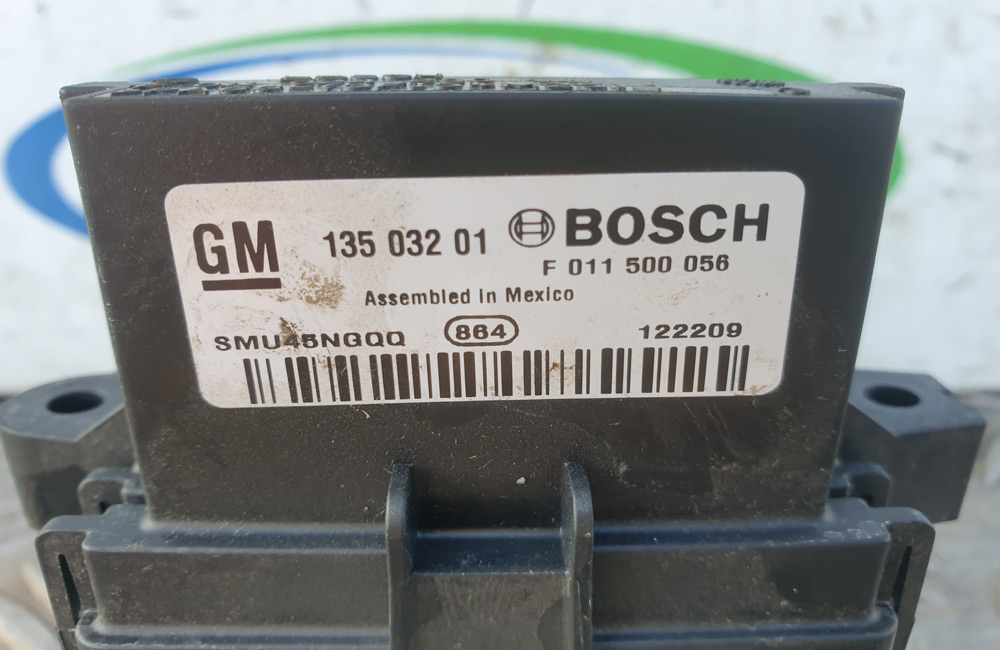 GM 135 032 01 BOSCH
F 011 500 056
Assembled in Mexico
SMU45NGQQ 864 122209